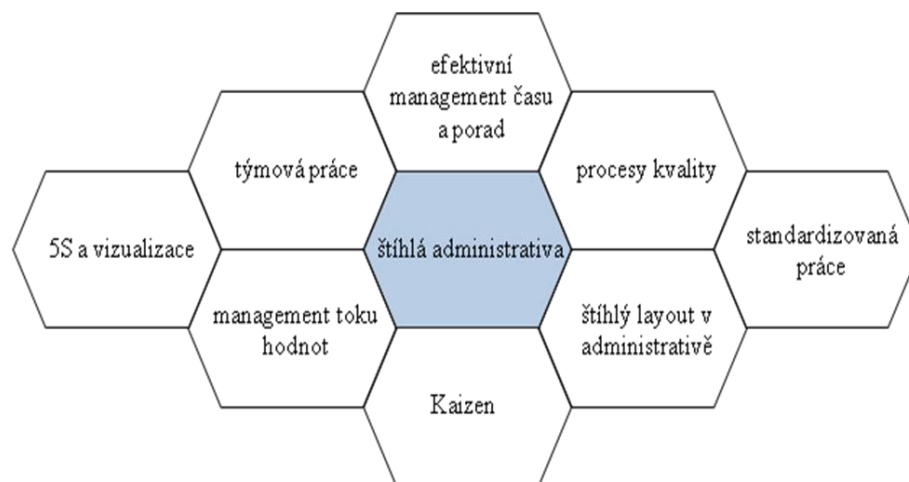 efektivní
management času
a porad
týmová práce
procesy kvality
5S a vizualizace
štíhlá administrativa
standardizovaná
práce
management toku
hodnot
štíhlý layout v
administrativě
Kaizen